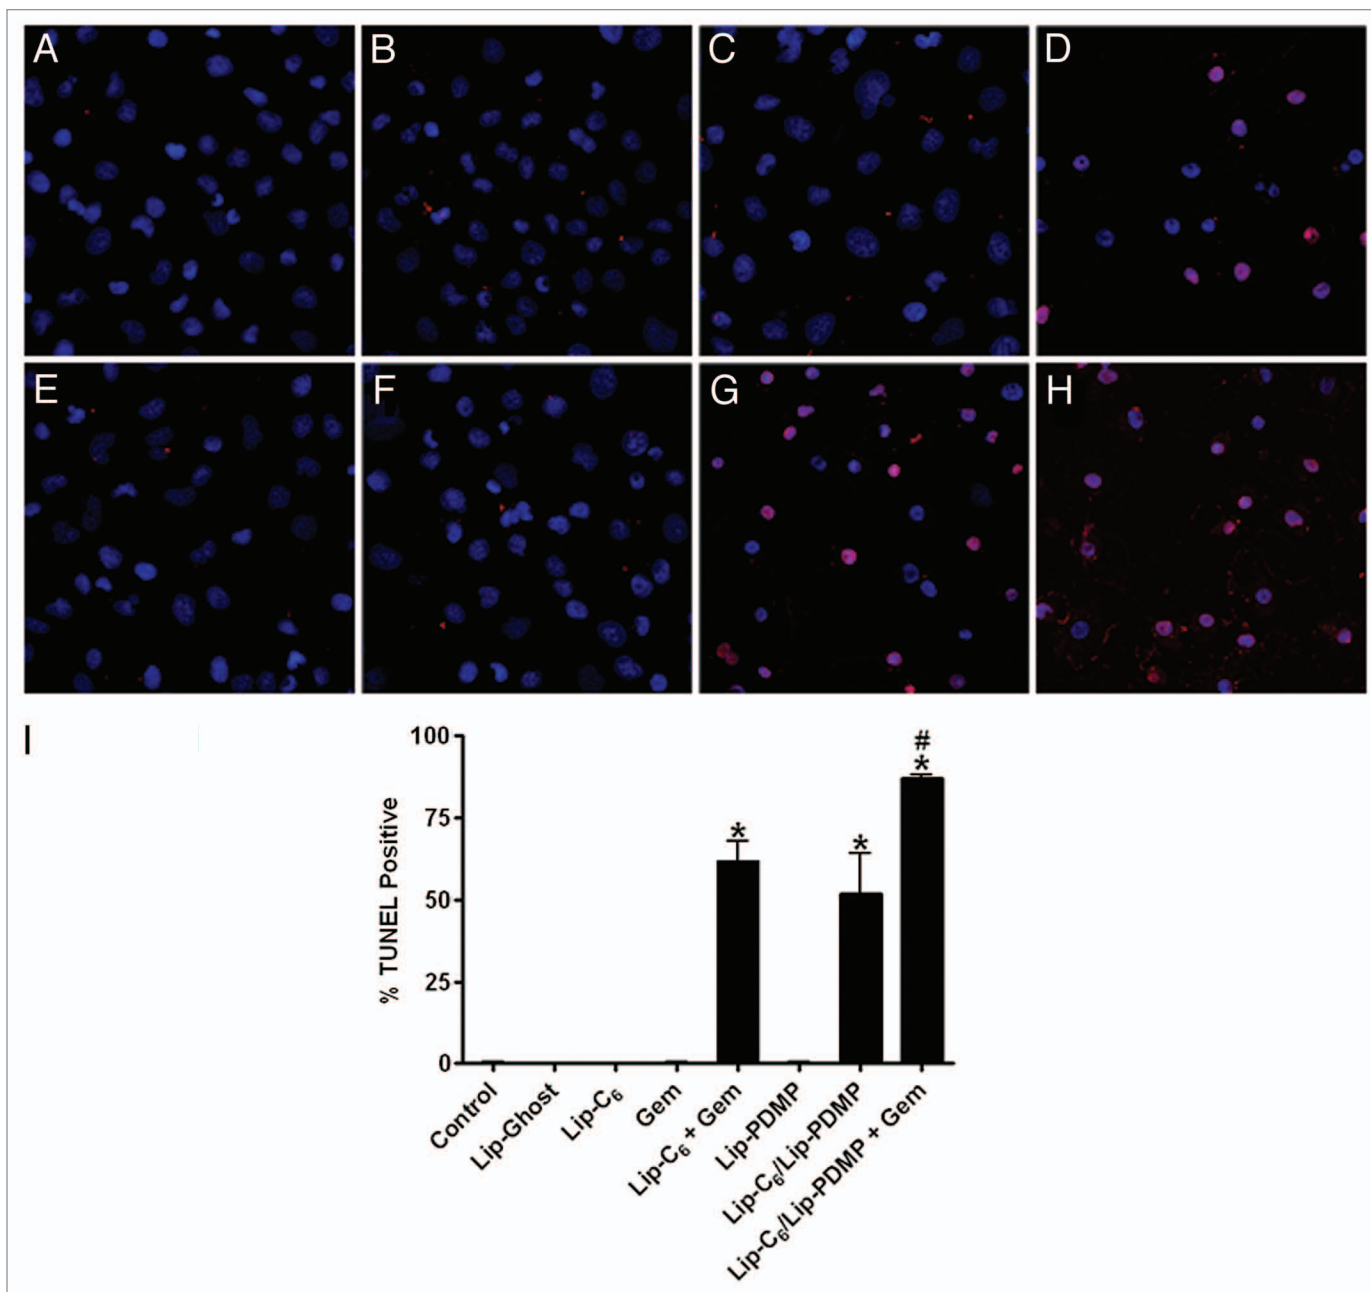 A B C D
E F G H
I
% TUNEL Positive
100
75
50
25
0
*
*
#
*
Control
Lip-Ghost
Lip-C₆
Gem
Lip-C₆ + Gem
Lip-PDMP
Lip-C₆/Lip-PDMP
Lip-C₆/Lip-PDMP + Gem